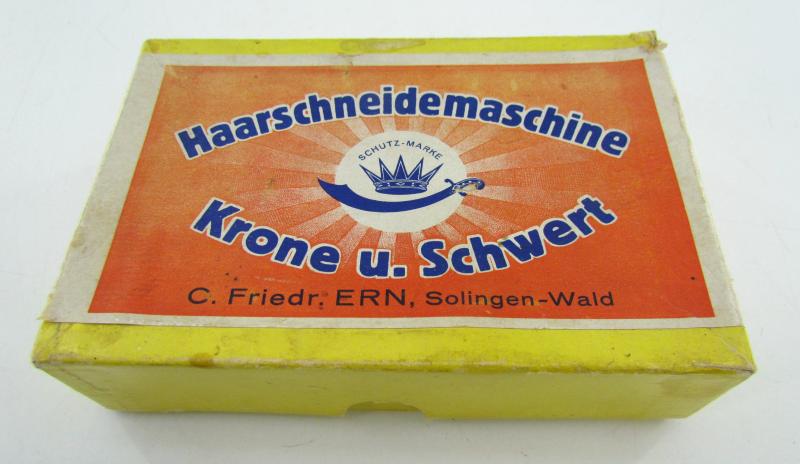 Haarschneidemaschine
SCHUTZ-MARKE
Krone u. Schwert
C. Friedr. ERN, Solingen-Wald